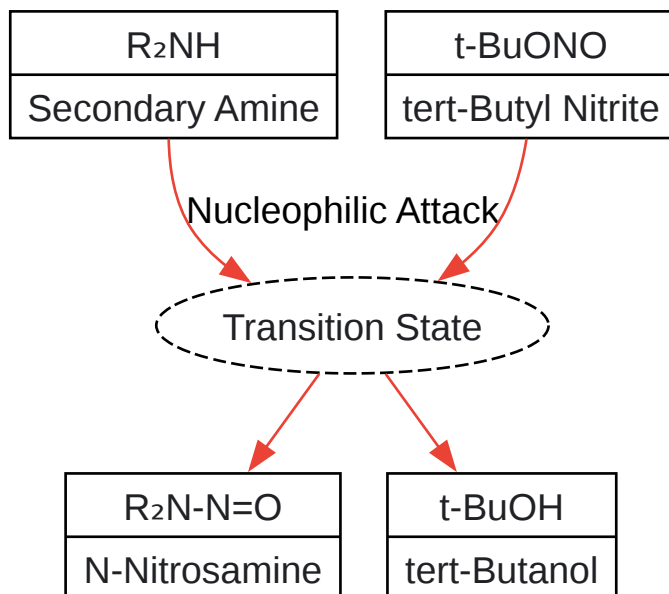 R₂NH
Secondary Amine
t-BuONO
tert-Butyl Nitrite
Nucleophilic Attack
Transition State
R₂N-N=O
N-Nitrosamine
t-BuOH
tert-Butanol